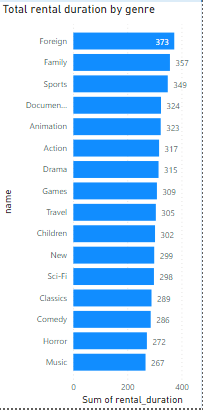 Total rental duration by genre
Foreign 373
Family 357
Sports 349
Documen... 324
Animation 323
Action 317
Drama 315
Games 309
Travel 305
Children 302
New 299
Sci-Fi 298
Classics 289
Comedy 286
Horror 272
Music 267
name
0 200 400
Sum of rental_duration